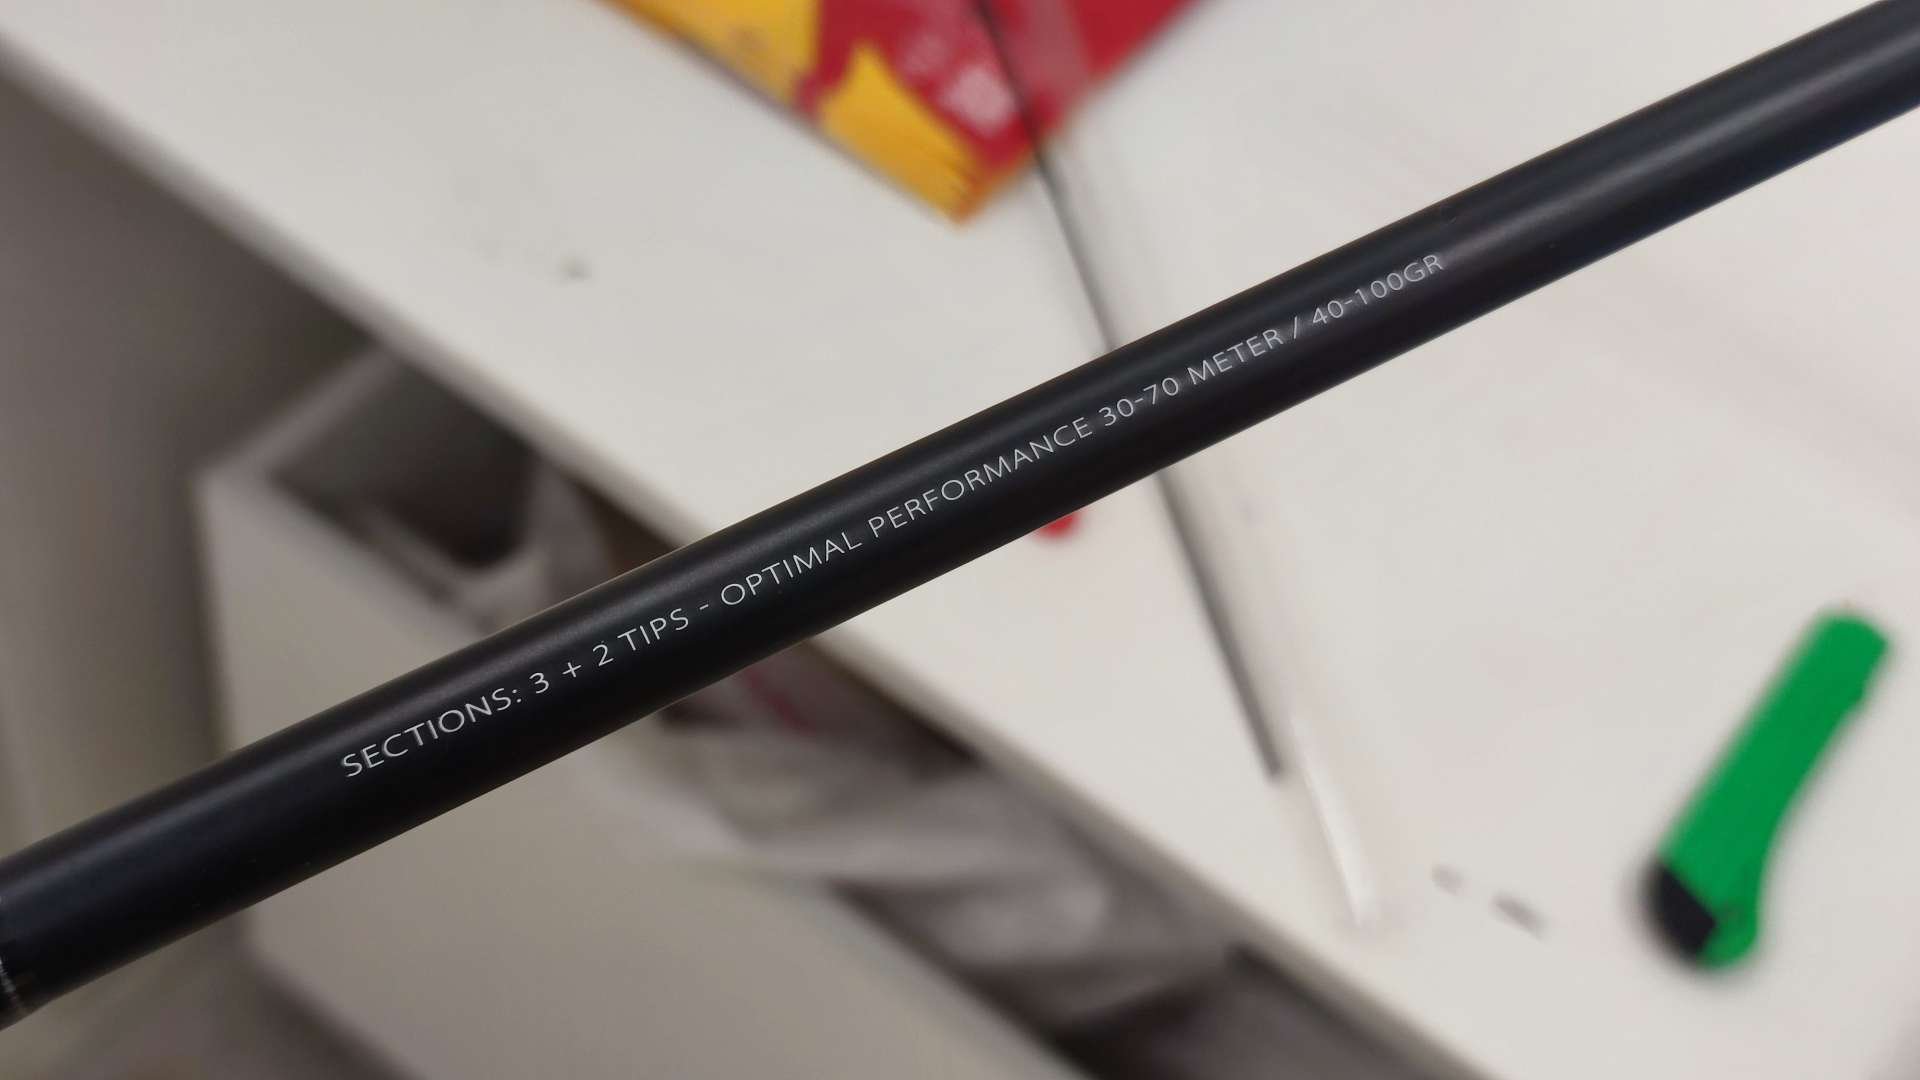 SECTIONS: 3 + 2 TIPS - OPTIMAL PERFORMANCE 30-70 METER / 40-100GR